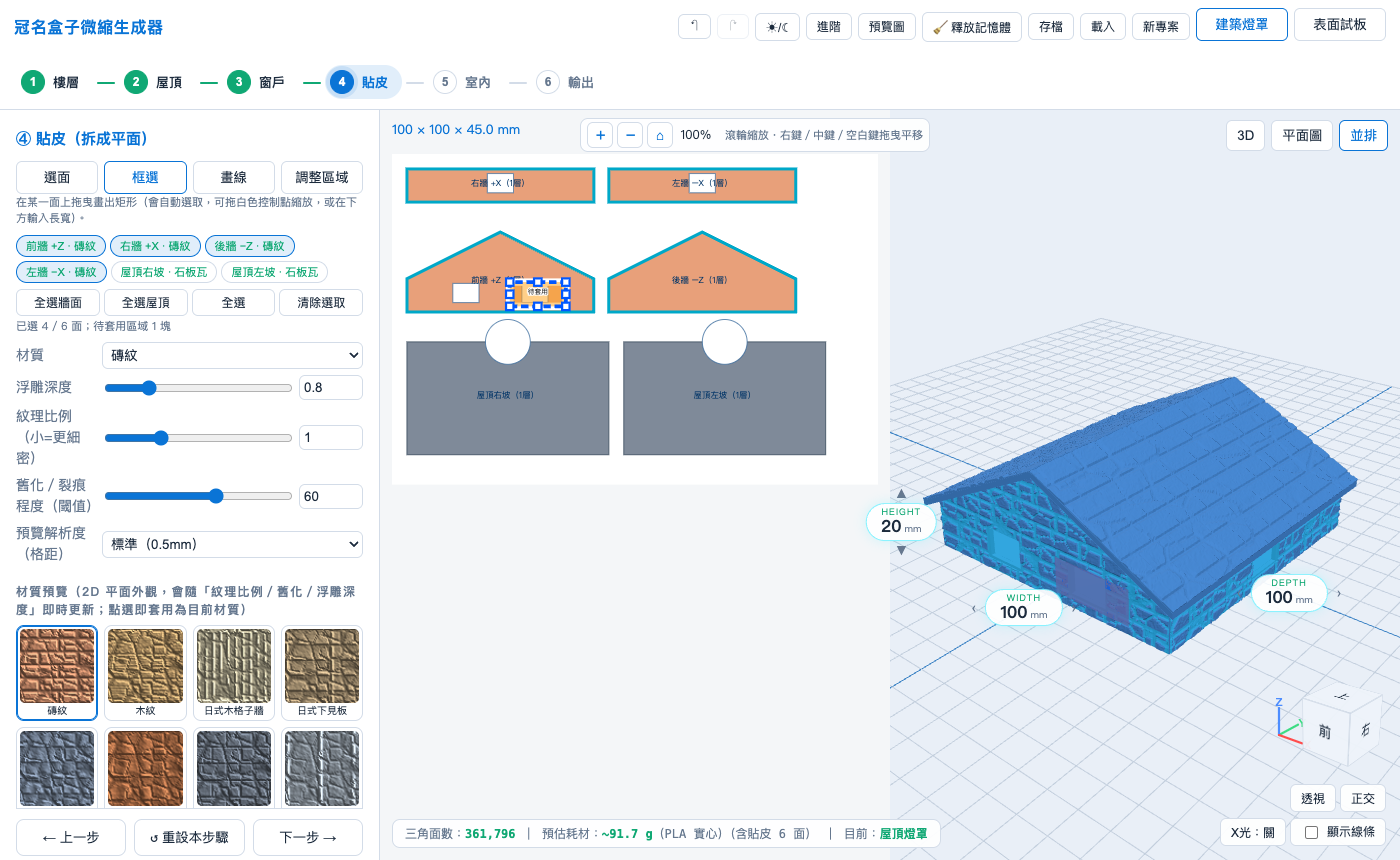 冠名盒子微縮生成器
進階
預覽圖
釋放記憶體
存檔
載入
新專案
建築燈罩
表面試板
1 樓層
2 屋頂
3 窗戶
4 貼皮
5 室內
6 輸出
④ 貼皮（拆成平面）
選面
框選
畫線
調整區域
在某一面上拖曳畫出矩形（會自動選取，可拖白色控制點縮放，或在下
方輸入長寬）。
前牆 +Z · 磚紋
右牆 +X · 磚紋
後牆 −Z · 磚紋
左牆 −X · 磚紋
屋頂右坡 · 石板瓦
屋頂左坡 · 石板瓦
全選牆面
全選屋頂
全選
清除選取
已選 4 / 6 面；待套用區域 1 塊
材質
磚紋
浮雕深度
0.8
紋理比例
（小=更細
密）
1
舊化 / 裂痕
程度（閾值）
60
預覽解析度
（格距）
標準（0.5mm）
材質預覽（2D 平面外觀，會隨「紋理比例 / 舊化 / 浮雕深
度」即時更新；點選即套用為目前材質）
磚紋
木紋
日式木格子牆
日式下見板
← 上一步
↺ 重設本步驟
下一步 →
100 × 100 × 45.0 mm
+
−
⌂
100%
滾輪縮放 · 右鍵 / 中鍵 / 空白鍵拖曳平移
3D
平面圖
並排
右牆 +X（1層）
左牆 −X（1層）
前牆 +Z
待套用
後牆 −Z（1層）
屋頂右坡（1層）
屋頂左坡（1層）
HEIGHT
20 mm
WIDTH
100 mm
DEPTH
100 mm
Z
上
前
右
透視
正交
X光：關
顯示線條
三角面數：361,796 | 預估耗材：~91.7 g (PLA 實心) (含貼皮 6 面) | 目前：屋頂燈罩